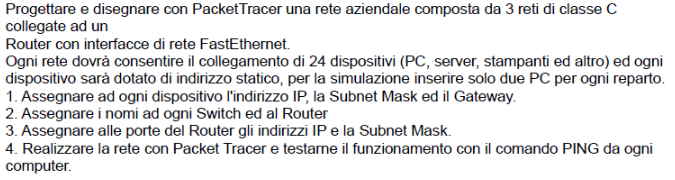 Progettare e disegnare con PacketTracer una rete aziendale composta da 3 reti di classe C
collegate ad un
Router con interfacce di rete FastEthernet.
Ogni rete dovrà consentire il collegamento di 24 dispositivi (PC, server, stampanti ed altro) ed ogni
dispositivo sarà dotato di indirizzo statico, per la simulazione inserire solo due PC per ogni reparto.
1. Assegnare ad ogni dispositivo l'indirizzo IP, la Subnet Mask ed il Gateway.
2. Assegnare i nomi ad ogni Switch ed al Router
3. Assegnare alle porte del Router gli indirizzi IP e la Subnet Mask.
4. Realizzare la rete con Packet Tracer e testarne il funzionamento con il comando PING da ogni
computer.